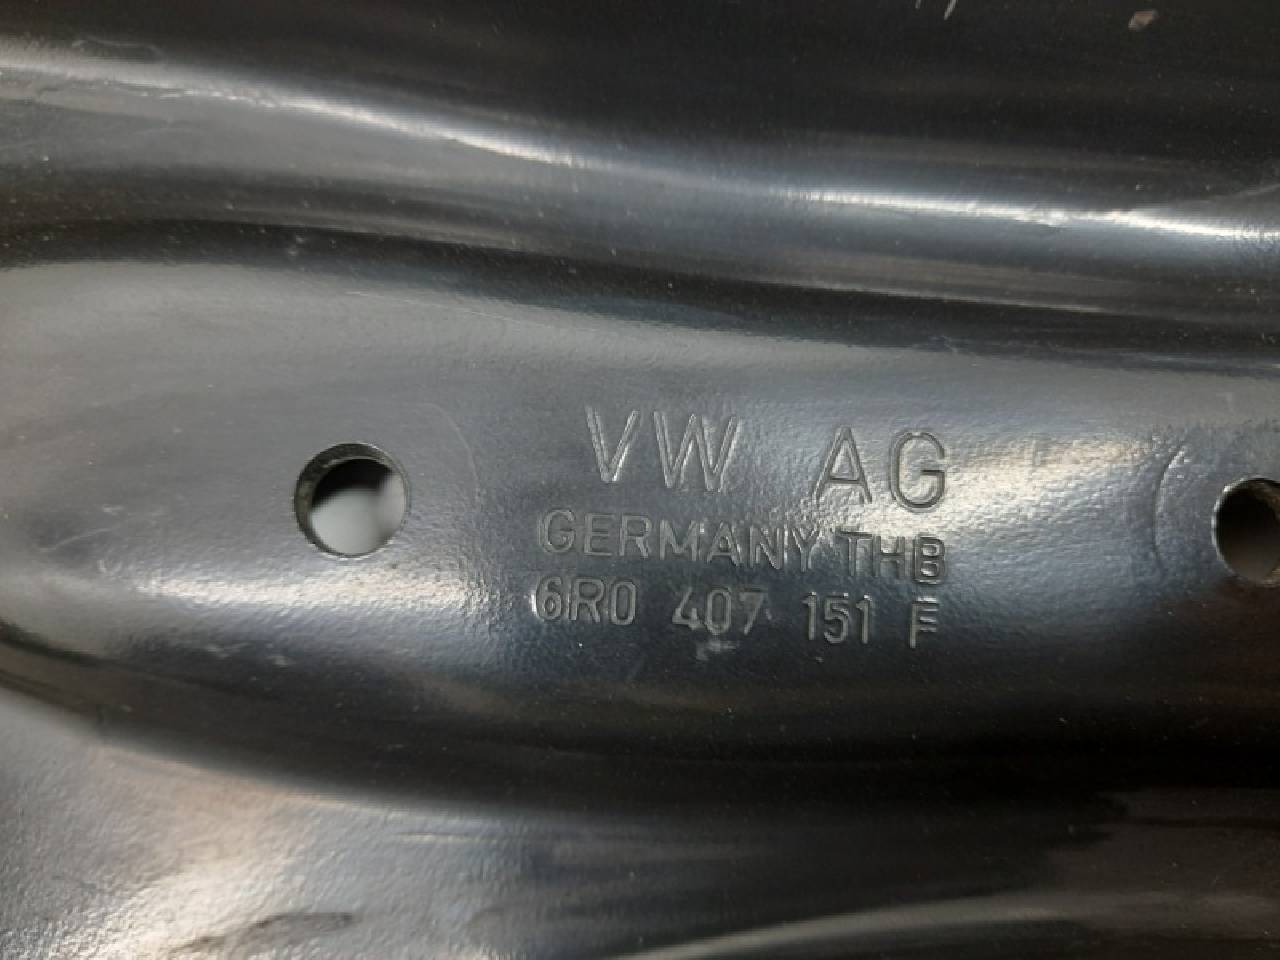 VW AG
GERMANY THB
6R0 407 151 F